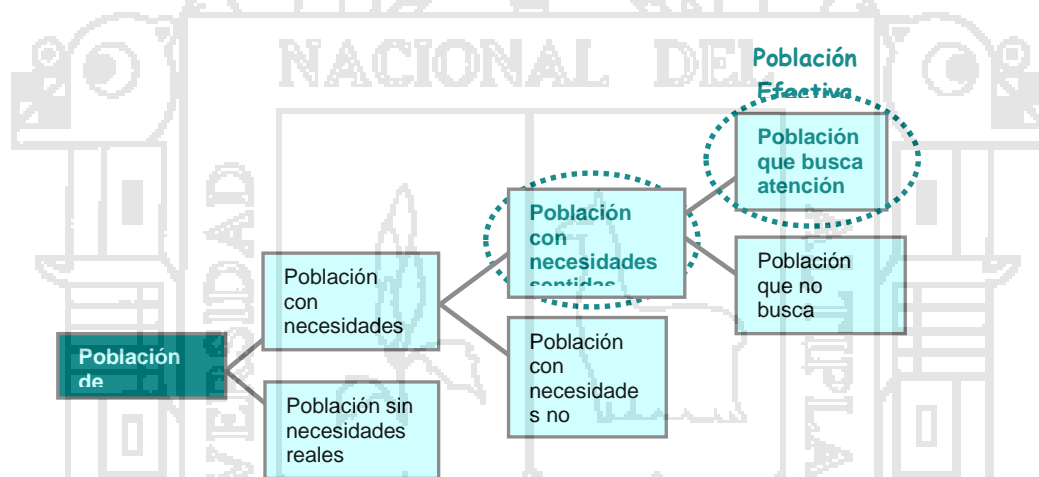 NACIONAL DEL
Población
Efectiva
Población
que busca
atención
Población
con
necesidades
sentidas
Población
que no
busca
Población
con
necesidades
Población
con
necesidade
s no
Población
de
Población sin
necesidades
reales